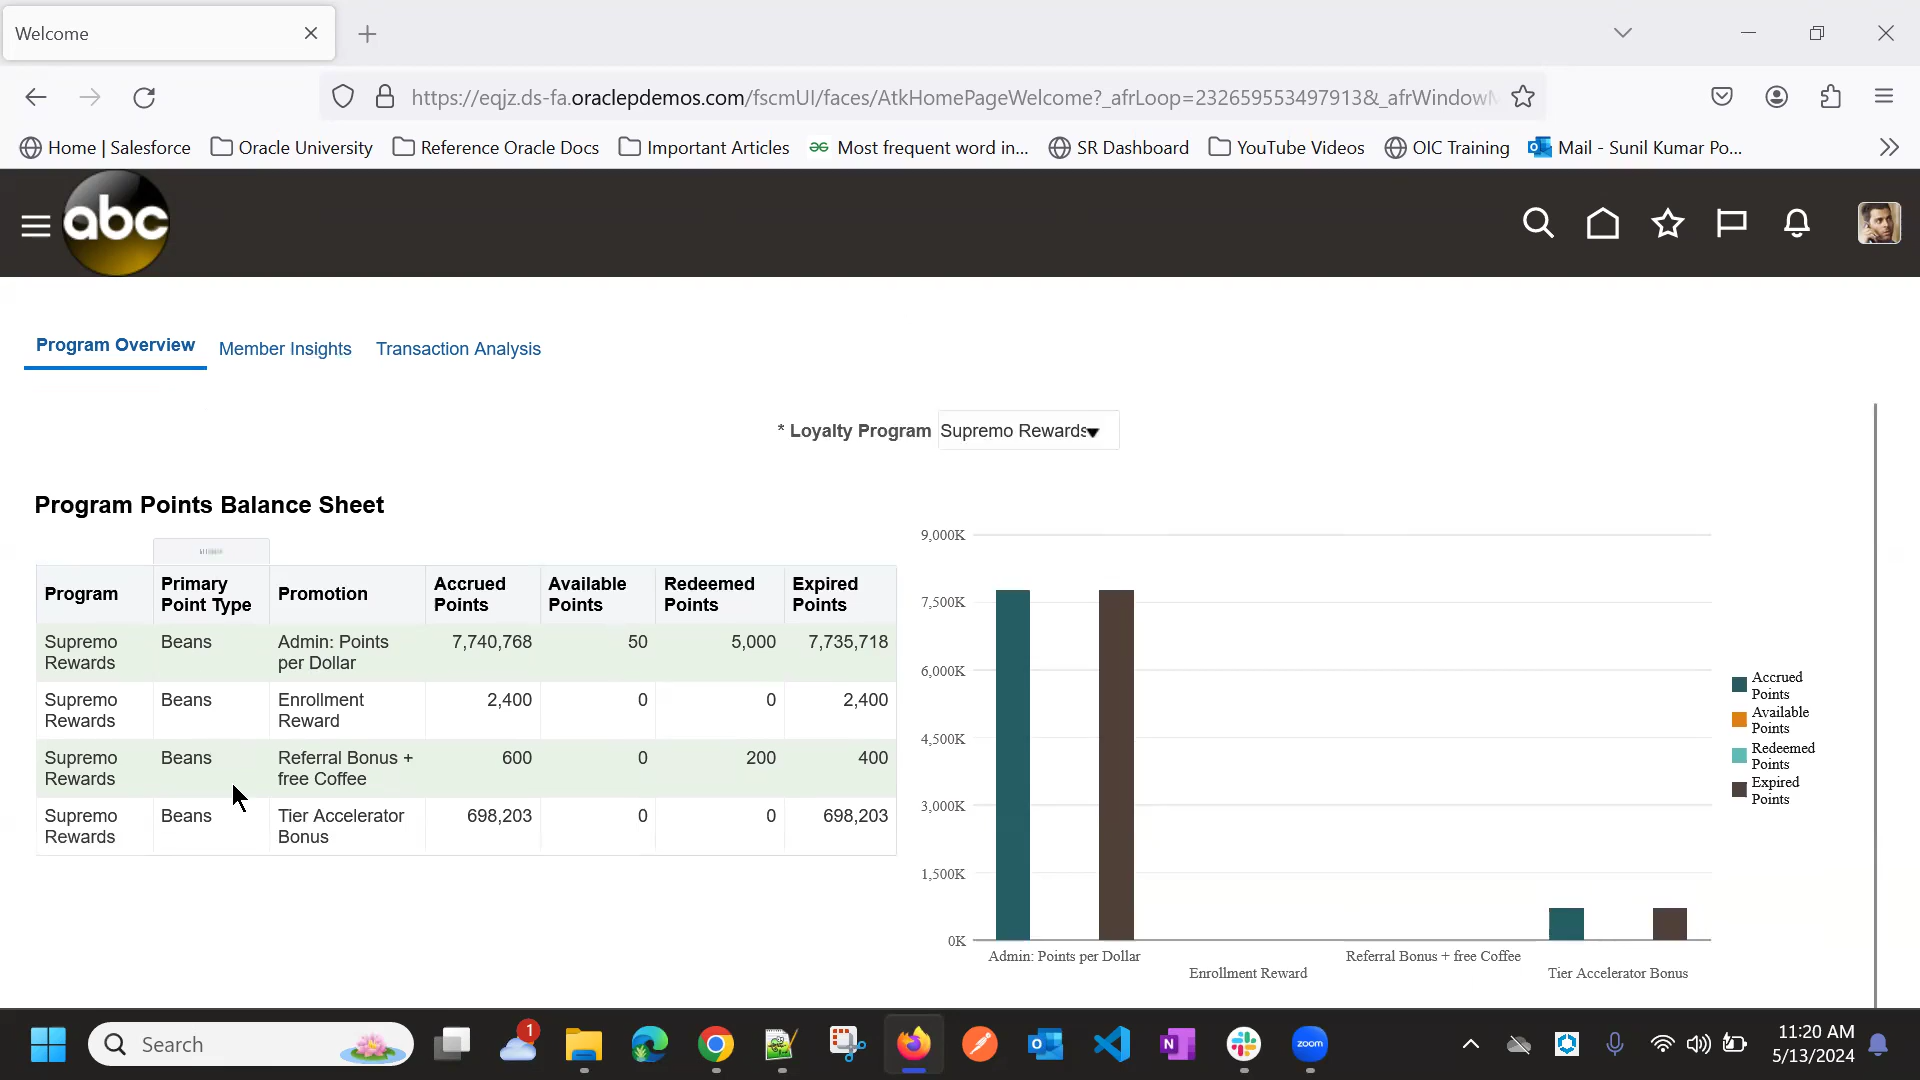 Welcome
https://eqjz.ds-fa.oraclepdemos.com/fscmUI/faces/AtkHomePageWelcome?_afrLoop=2326595534979138&_afrWindowM
Home | Salesforce
Oracle University
Reference Oracle Docs
Important Articles
Most frequent word in...
SR Dashboard
YouTube Videos
OIC Training
Mail - Sunil Kumar Po...
abc
Program Overview
Member Insights
Transaction Analysis
* Loyalty Program Supremo Rewards
Program Points Balance Sheet
Program
Primary
Point Type
Promotion
Accrued
Points
Available
Points
Redeemed
Points
Expired
Points
Supremo
Rewards
Beans
Admin: Points
per Dollar
7,740,768
50
5,000
7,735,718
Supremo
Rewards
Beans
Enrollment
Reward
2,400
0
0
2,400
Supremo
Rewards
Beans
Referral Bonus +
free Coffee
600
0
200
400
Supremo
Rewards
Beans
Tier Accelerator
Bonus
698,203
0
0
698,203
9,000K
7,500K
6,000K
4,500K
3,000K
1,500K
0K
Admin: Points per Dollar
Enrollment Reward
Referral Bonus + free Coffee
Tier Accelerator Bonus
Accrued
Points
Available
Points
Redeemed
Points
Expired
Points
Search
1
zoom
11:20 AM
5/13/2024